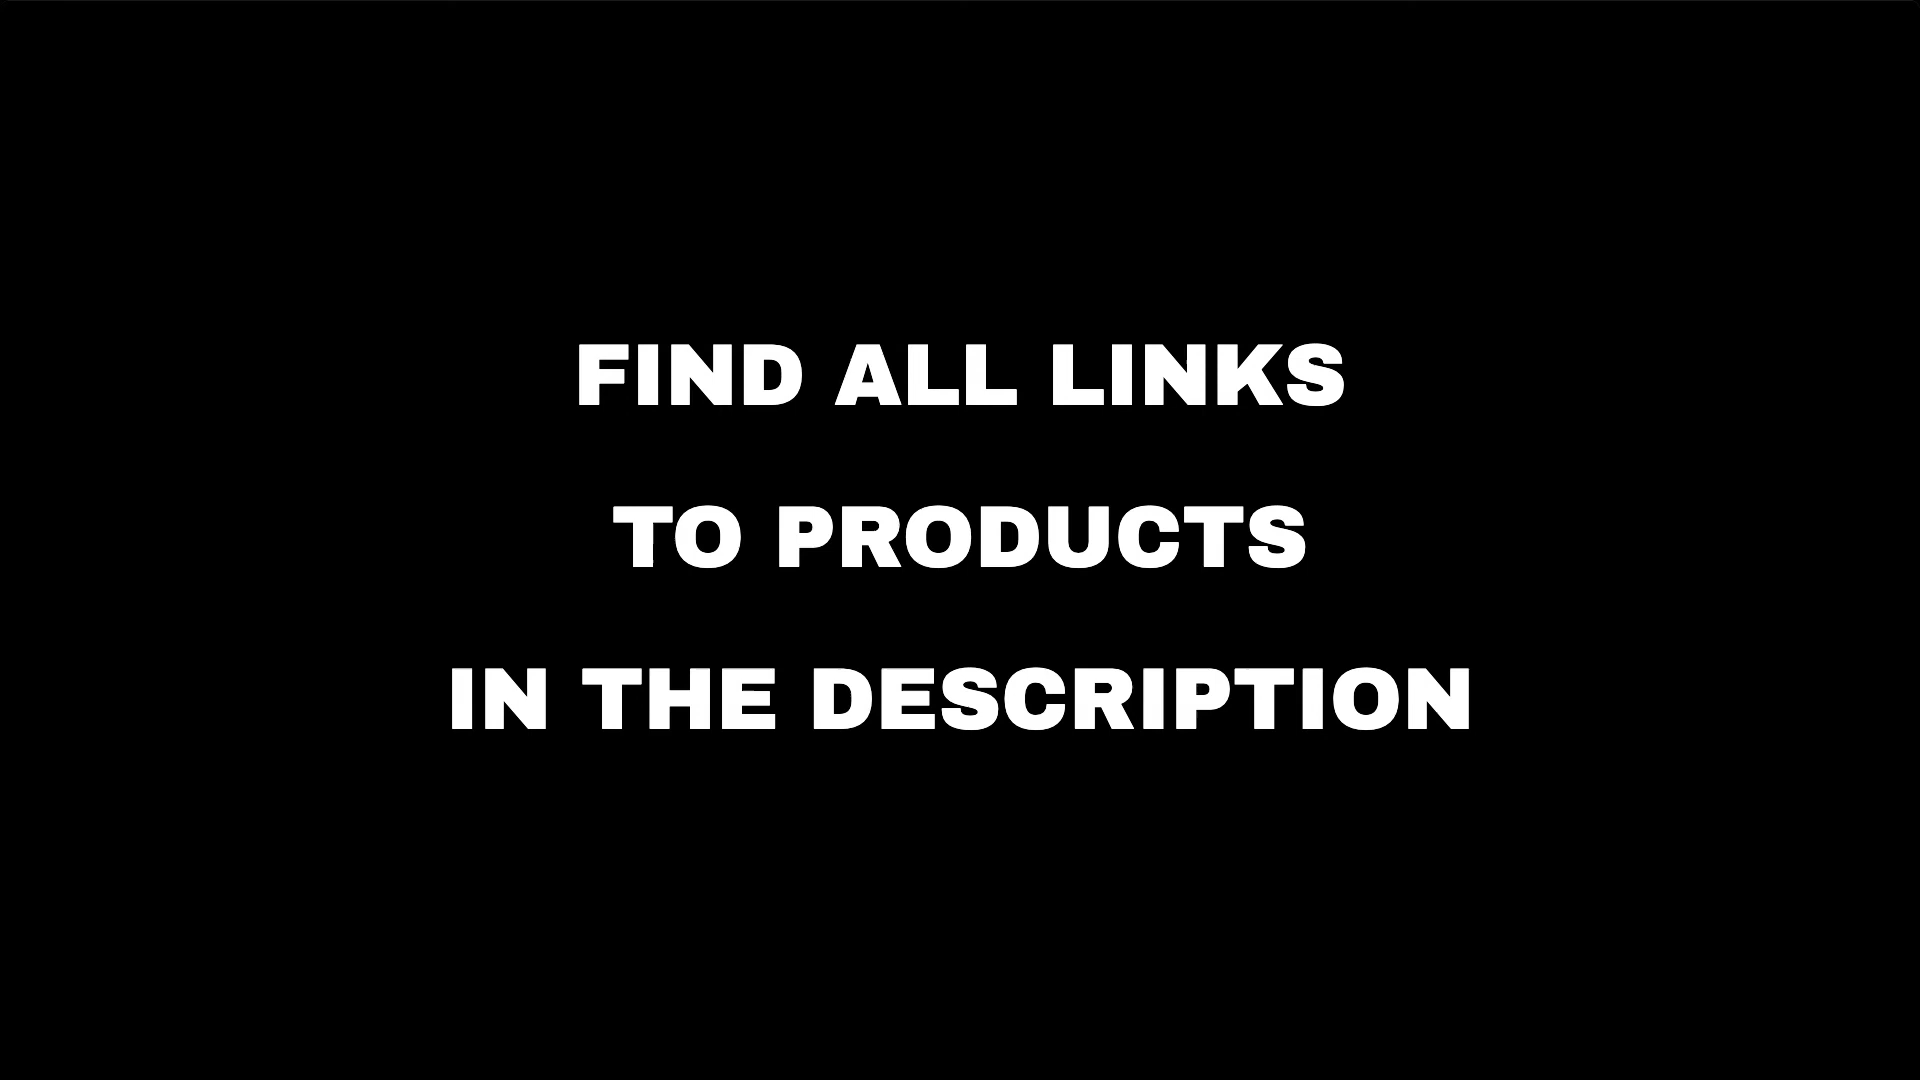 FIND ALL LINKS
TO PRODUCTS
IN THE DESCRIPTION